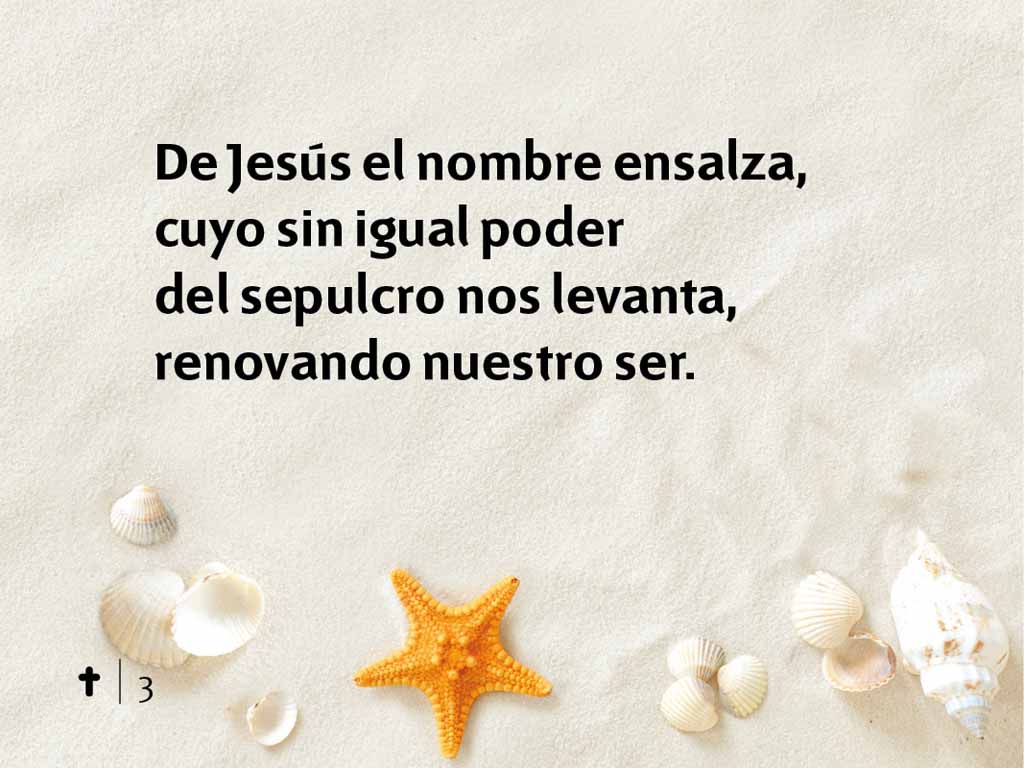 De Jesús el nombre ensalza,
cuyo sin igual poder
del sepulcro nos levanta,
renovando nuestro ser.
3